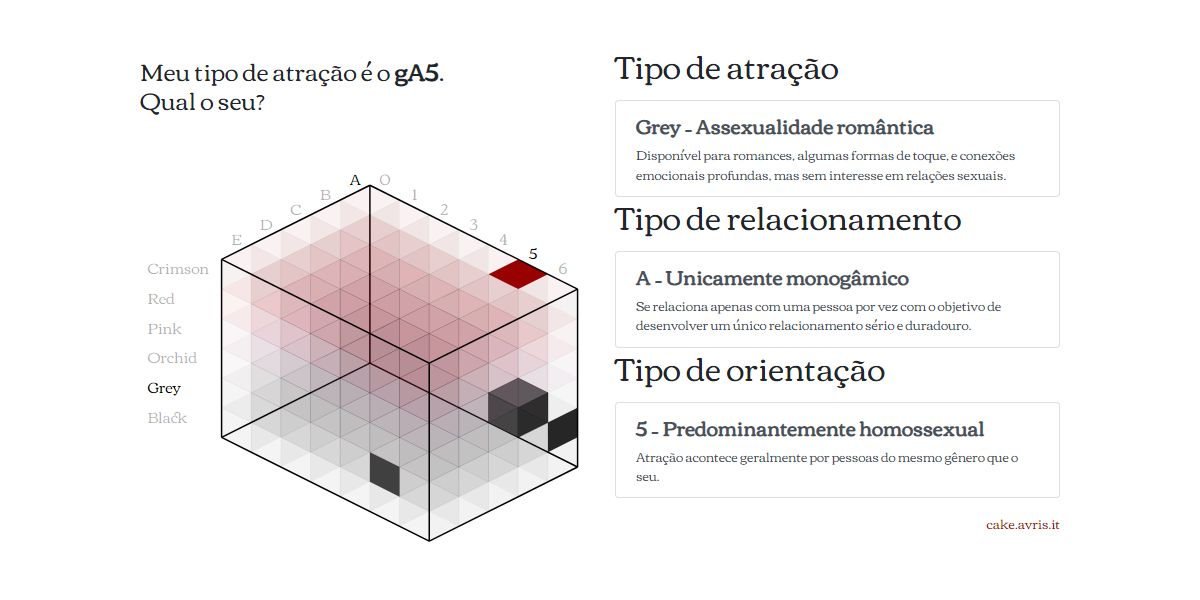 Meu tipo de atração é o gA5.
Qual o seu?
A
B
C
D
E
0
1
2
3
4
5
6
Crimson
Red
Pink
Orchid
Grey
Black
Tipo de atração
Grey - Assexualidade romântica
Disponível para romances, algumas formas de toque, e conexões
emocionais profundas, mas sem interesse em relações sexuais.
Tipo de relacionamento
A - Unicamente monogâmico
Se relaciona apenas com uma pessoa por vez com o objetivo de
desenvolver um único relacionamento sério e duradouro.
Tipo de orientação
5 - Predominantemente homossexual
Atração acontece geralmente por pessoas do mesmo gênero que o
seu.
cake.avris.it